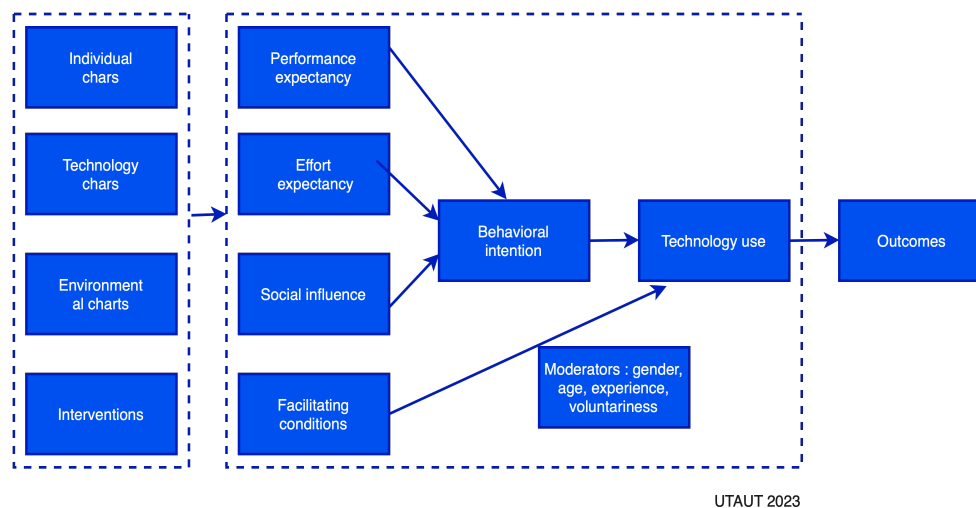 Individual
chars
Technology
chars
Environment
al charts
Interventions
Performance
expectancy
Effort
expectancy
Social influence
Facilitating
conditions
Behavioral
intention
Technology use
Outcomes
Moderators : gender,
age, experience,
voluntariness
UTAUT 2023